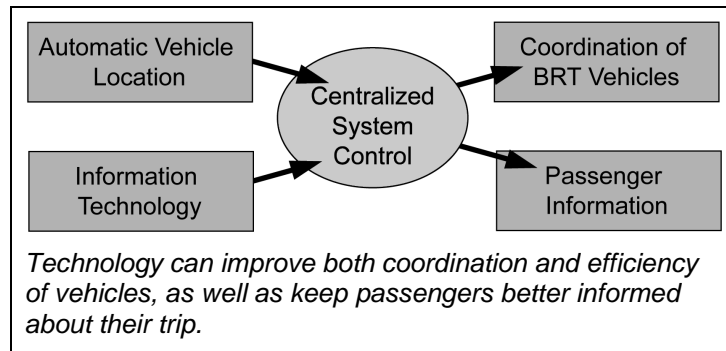 Automatic Vehicle
Location
Coordination of
BRT Vehicles
Centralized
System
Control
Information
Technology
Passenger
Information
Technology can improve both coordination and efficiency
of vehicles, as well as keep passengers better informed
about their trip.